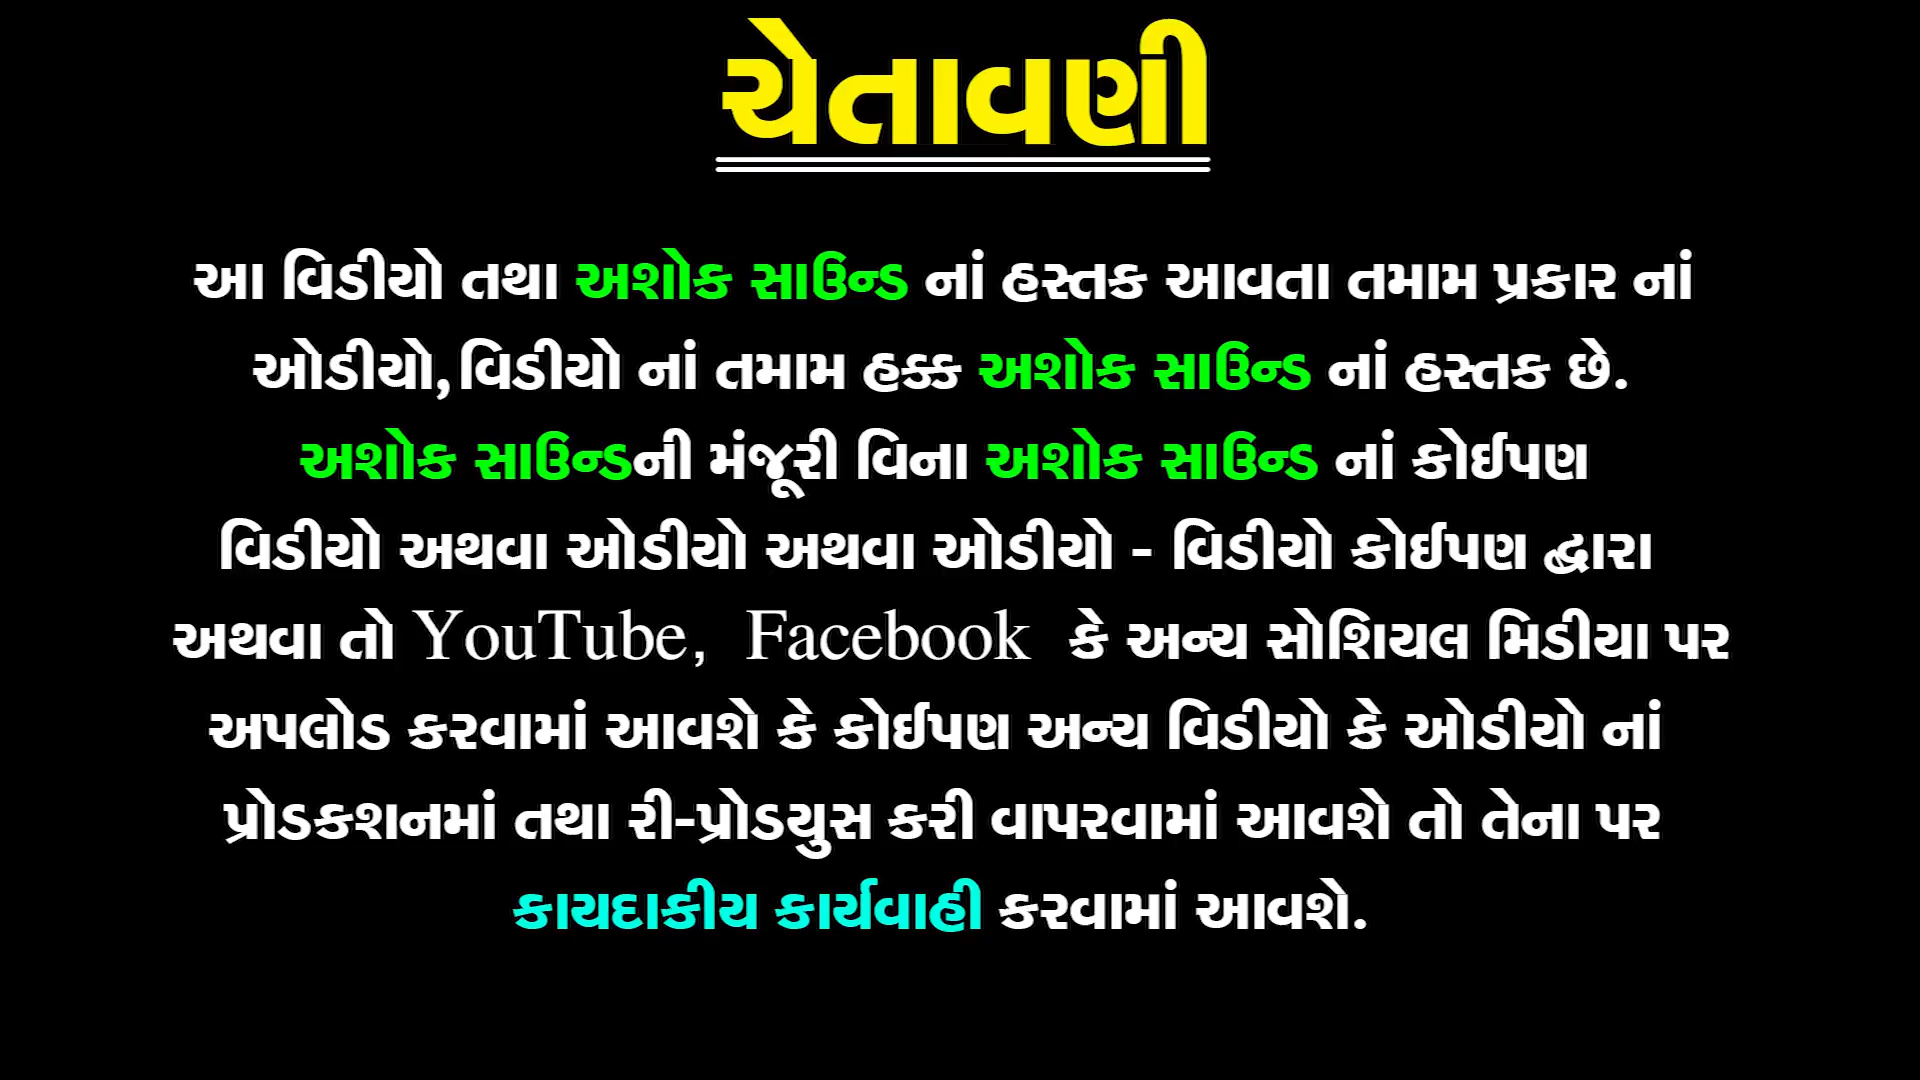 ચેતાવણી
આ વિડીયો તથા અશોક સાઉન્ડ નાં હસ્તક આવતા તમામ પ્રકાર નાં
ઓડીયો,વિડીયો નાં તમામ હક્ક અશોક સાઉન્ડ નાં હસ્તક છે.
અશોક સાઉન્ડની મંજૂરી વિના અશોક સાઉન્ડ નાં કોઈપણ
વિડીયો અથવા ઓડીયો અથવા ઓડીયો - વિડીયો કોઈપણ દ્વારા
અથવા તો YouTube, Facebook કે અન્ય સોશિયલ મિડીયા પર
અપલોડ કરવામાં આવશે કે કોઈપણ અન્ય વિડીયો કે ઓડીયો નાં
પ્રોડકશનમાં તથા રી-પ્રોડયુસ કરી વાપરવામાં આવશે તો તેના પર
કાયદાકીય કાર્યવાહી કરવામાં આવશે.